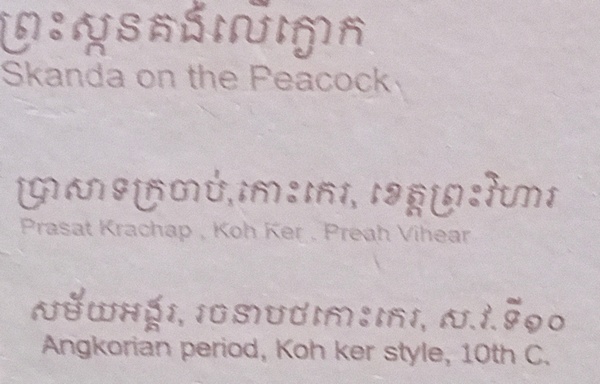 ព្រះស្កនគង់លើក្ងោក
Skanda on the Peacock
ប្រាសាទក្រចាប់,កោះកេរ, ខេត្តព្រះវិហារ
Prasat Krachap , Koh Ker , Preah Vihear
សម័យអង្គរ, រចនាបថកោះកេរ, ស.វ.ទី១០
Angkorian period, Koh ker style, 10th C.